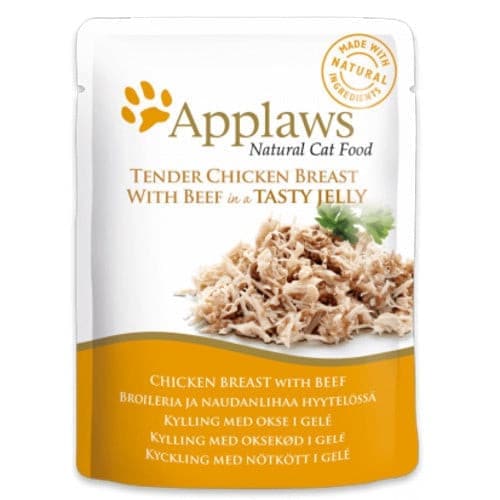 MADE WITH
NATURAL
INGREDIENTS
Applaws
Natural Cat Food
TENDER CHICKEN BREAST
WITH BEEF in a TASTY JELLY
CHICKEN BREAST WITH BEEF
BROILERIA JA NAUDANLIHAA HYYTELÖSSÄ
KYLLING MED OKSE I GELÉ
KYLLING MED OKSEKØD I GELÉ
KYCKLING MED NÖTKÖTT I GELÉ